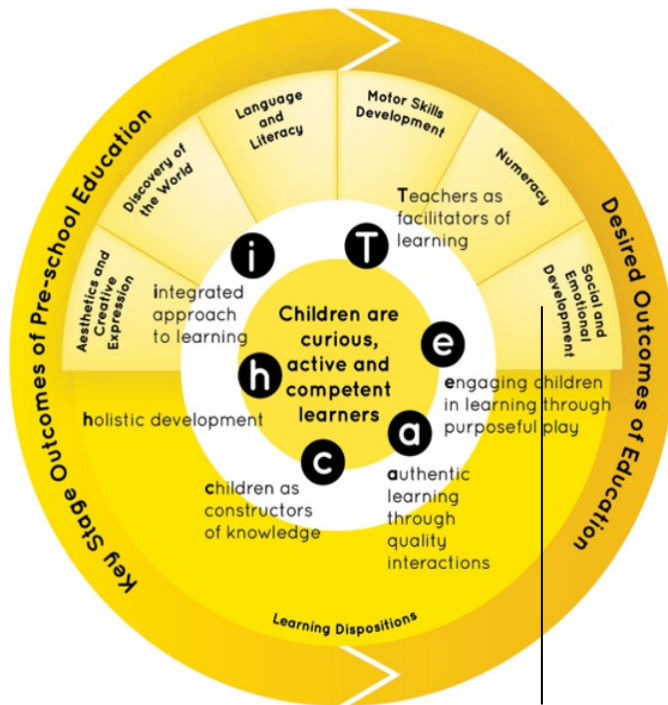 Key Stage Outcomes of Pre-school Education
Desired Outcomes of Education
Aesthetics and
Creative
Expression
Discovery of
the World
Language
and
Literacy
Motor Skills
Development
Numeracy
Social and
Emotional
Development
i
T
e
a
c
h
integrated
approach
to learning
Teachers as
facilitators of
learning
engaging children
in learning through
purposeful play
authentic
learning
through
quality
interactions
children as
constructors
of knowledge
holistic development
Children are
curious,
active and
competent
learners
Learning Dispositions